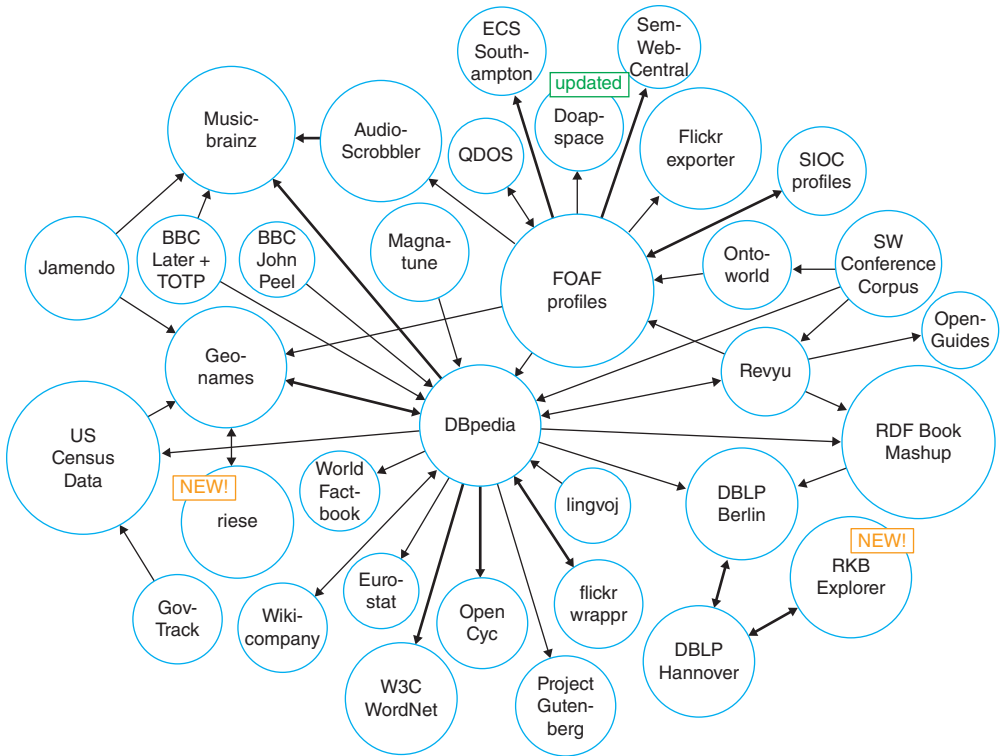 ECS
South-
ampton
Sem-
Web-
Central
updated
Doap-
space
Music-
brainz
Audio-
Scrobbler
QDOS
Flickr
exporter
SIOC
profiles
Jamendo
BBC
Later +
TOTP
BBC
John
Peel
Magna-
tune
FOAF
profiles
Onto-
world
SW
Conference
Corpus
Open-
Guides
Geo-
names
Revyu
DBpedia
US
Census
Data
RDF Book
Mashup
NEW!
riese
World
Fact-
book
lingvoj
DBLP
Berlin
NEW!
RKB
Explorer
Gov-
Track
Wiki-
company
Euro-
stat
Open
Cyc
flickr
wrappr
DBLP
Hannover
W3C
WordNet
Project
Guten-
berg